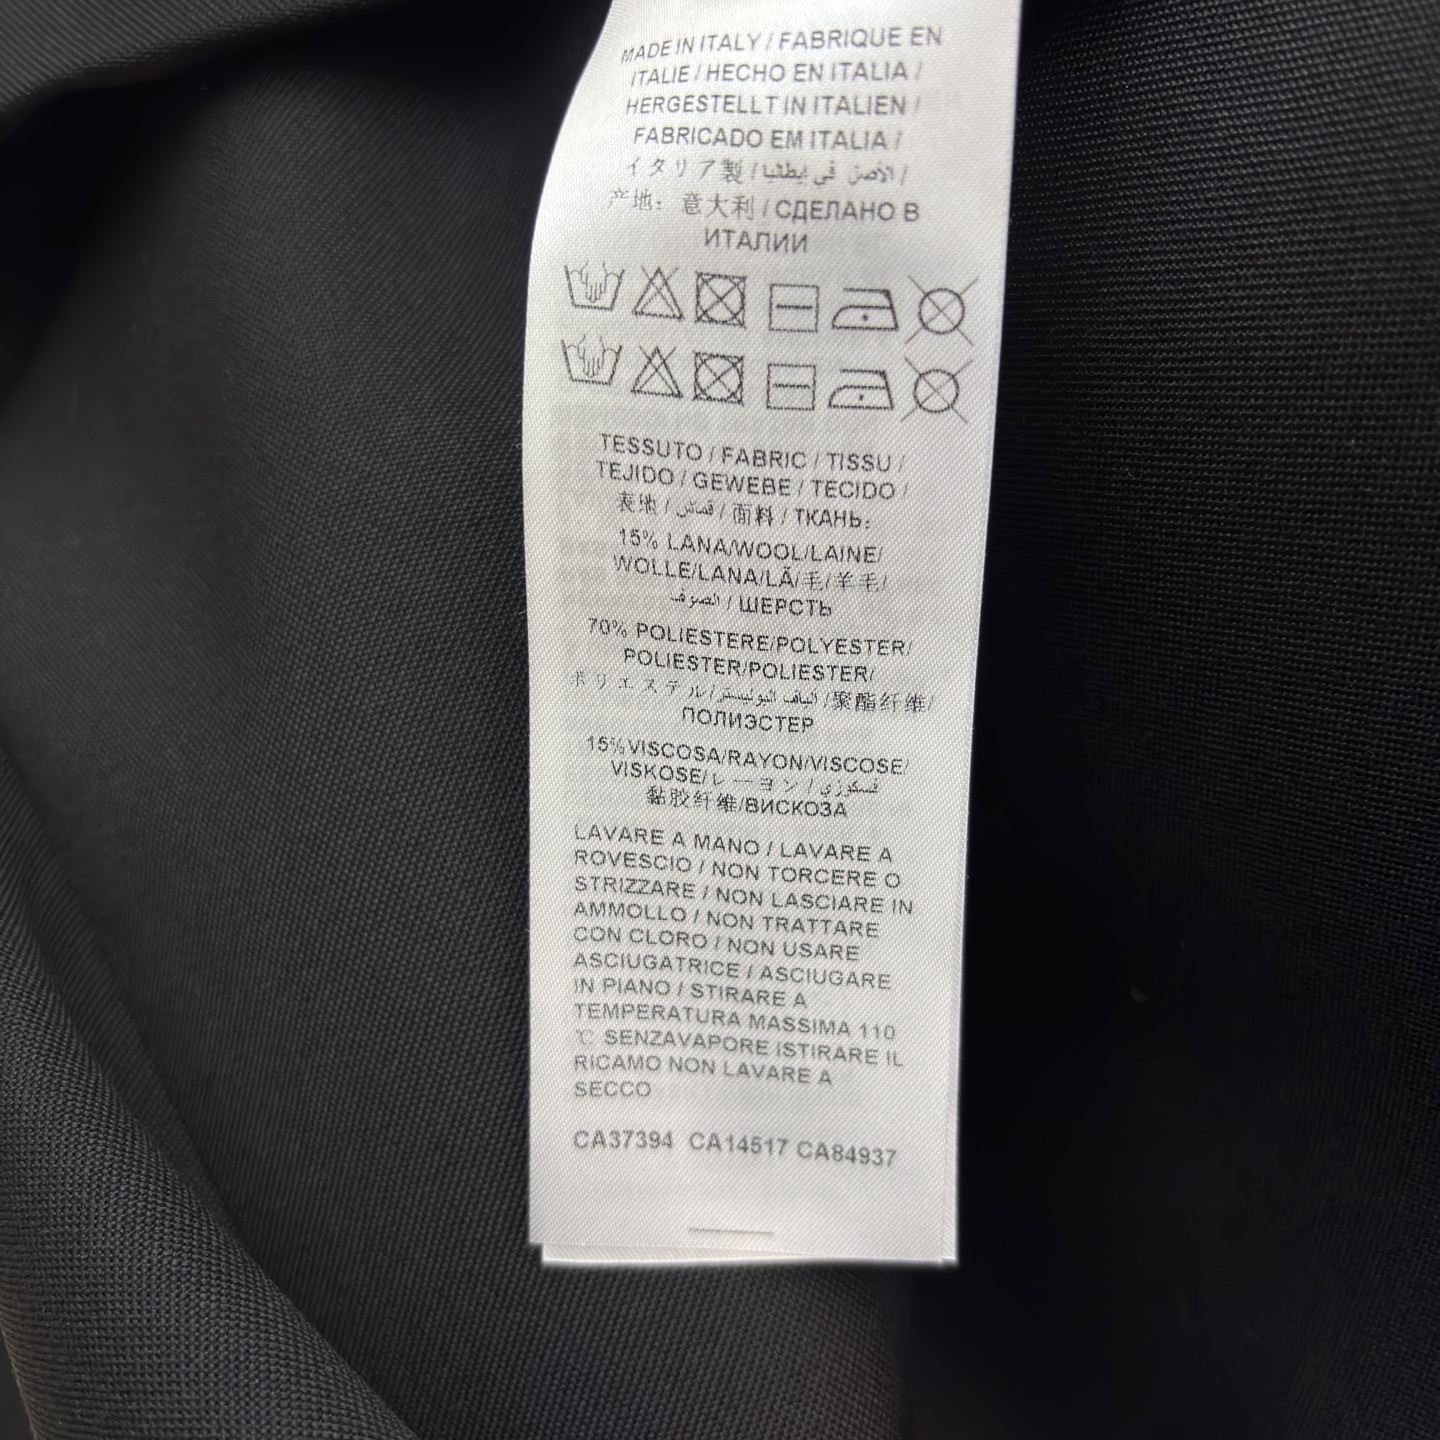 MADE IN ITALY / FABRIQUE EN
ITALIE / HECHO EN ITALIA /
HERGESTELLT IN ITALIEN /
FABRICADO EM ITALIA /
イタリア製 / الأصل في إيطاليا /
产地：意大利 / СДЕЛАНО В
ИТАЛИИ
TESSUTO / FABRIC / TISSU /
TEJIDO / GEWEBE / TECIDO /
表地 / قماش / 面料 / ТКАНЬ:
15% LANA/WOOL/LAINE/
WOLLE/LANA/LÃ/毛/羊毛/
الصوف / ШЕРСТЬ
70% POLIESTERE/POLYESTER/
POLIESTER/POLIESTER/
ポリエステル/الياف البوليستر/聚酯纤维/
ПОЛИЭСТЕР
15%VISCOSA/RAYON/VISCOSE/
VISKOSE/レーヨン/فسكوزي/
黏胶纤维/ВИСКОЗА
LAVARE A MANO / LAVARE A
ROVESCIO / NON TORCERE O
STRIZZARE / NON LASCIARE IN
AMMOLLO / NON TRATTARE
CON CLORO / NON USARE
ASCIUGATRICE / ASCIUGARE
IN PIANO / STIRARE A
TEMPERATURA MASSIMA 110
℃ SENZAVAPORE ISTIRARE IL
RICAMO NON LAVARE A
SECCO
CA37394 CA14517 CA84937